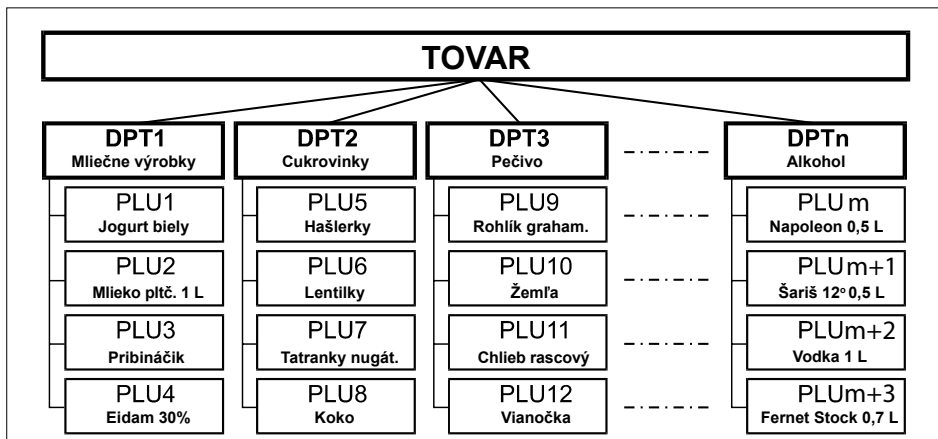 TOVAR
DPT1
Mliečne výrobky
PLU1
Jogurt biely
PLU2
Mlieko pltč. 1 L
PLU3
Pribináčik
PLU4
Eidam 30%
DPT2
Cukrovinky
PLU5
Hašlerky
PLU6
Lentilky
PLU7
Tatranky nugát.
PLU8
Koko
DPT3
Pečivo
PLU9
Rohlík graham.
PLU10
Žemľa
PLU11
Chlieb rascový
PLU12
Vianočka
DPTn
Alkohol
PLU m
Napoleon 0,5 L
PLUm+1
Šariš 12° 0,5 L
PLUm+2
Vodka 1 L
PLUm+3
Fernet Stock 0,7 L